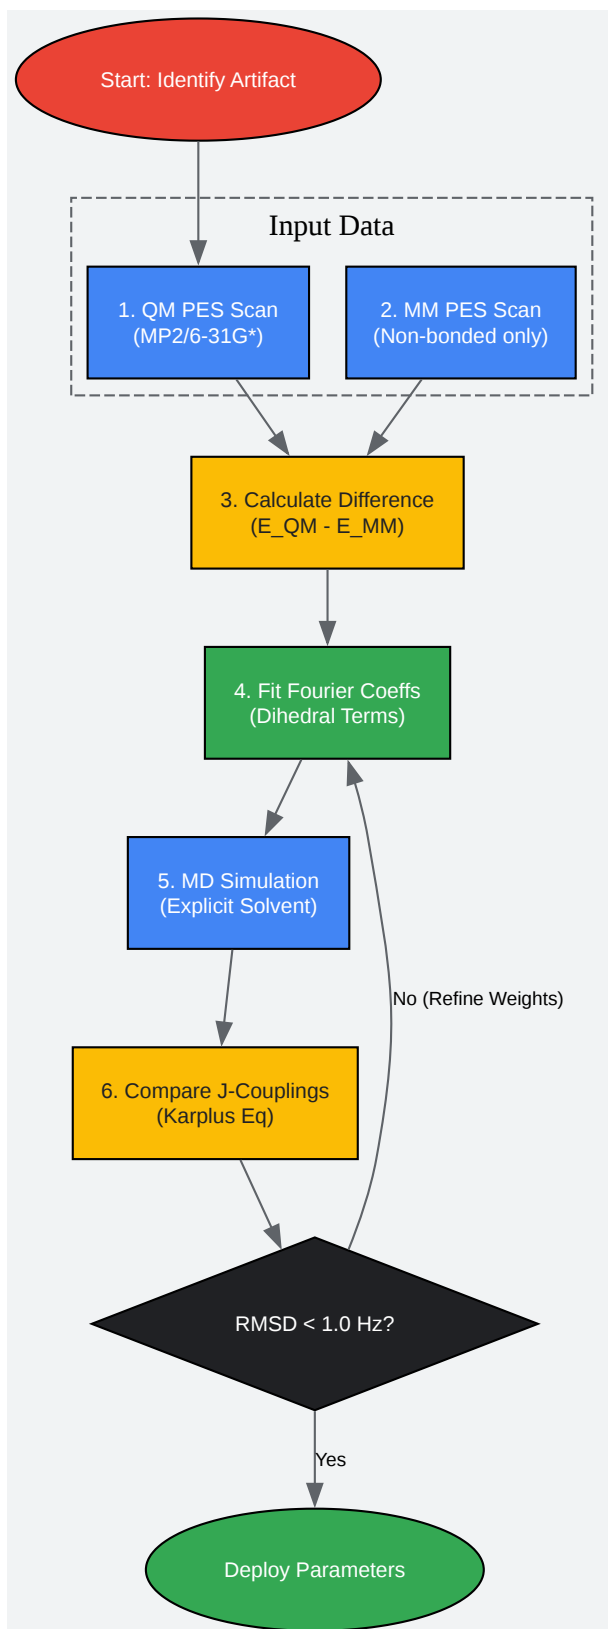 Start: Identify Artifact
Input Data
1. QM PES Scan
(MP2/6-31G*)
2. MM PES Scan
(Non-bonded only)
3. Calculate Difference
(E_QM - E_MM)
4. Fit Fourier Coeffs
(Dihedral Terms)
5. MD Simulation
(Explicit Solvent)
No (Refine Weights)
6. Compare J-Couplings
(Karplus Eq)
RMSD < 1.0 Hz?
Yes
Deploy Parameters